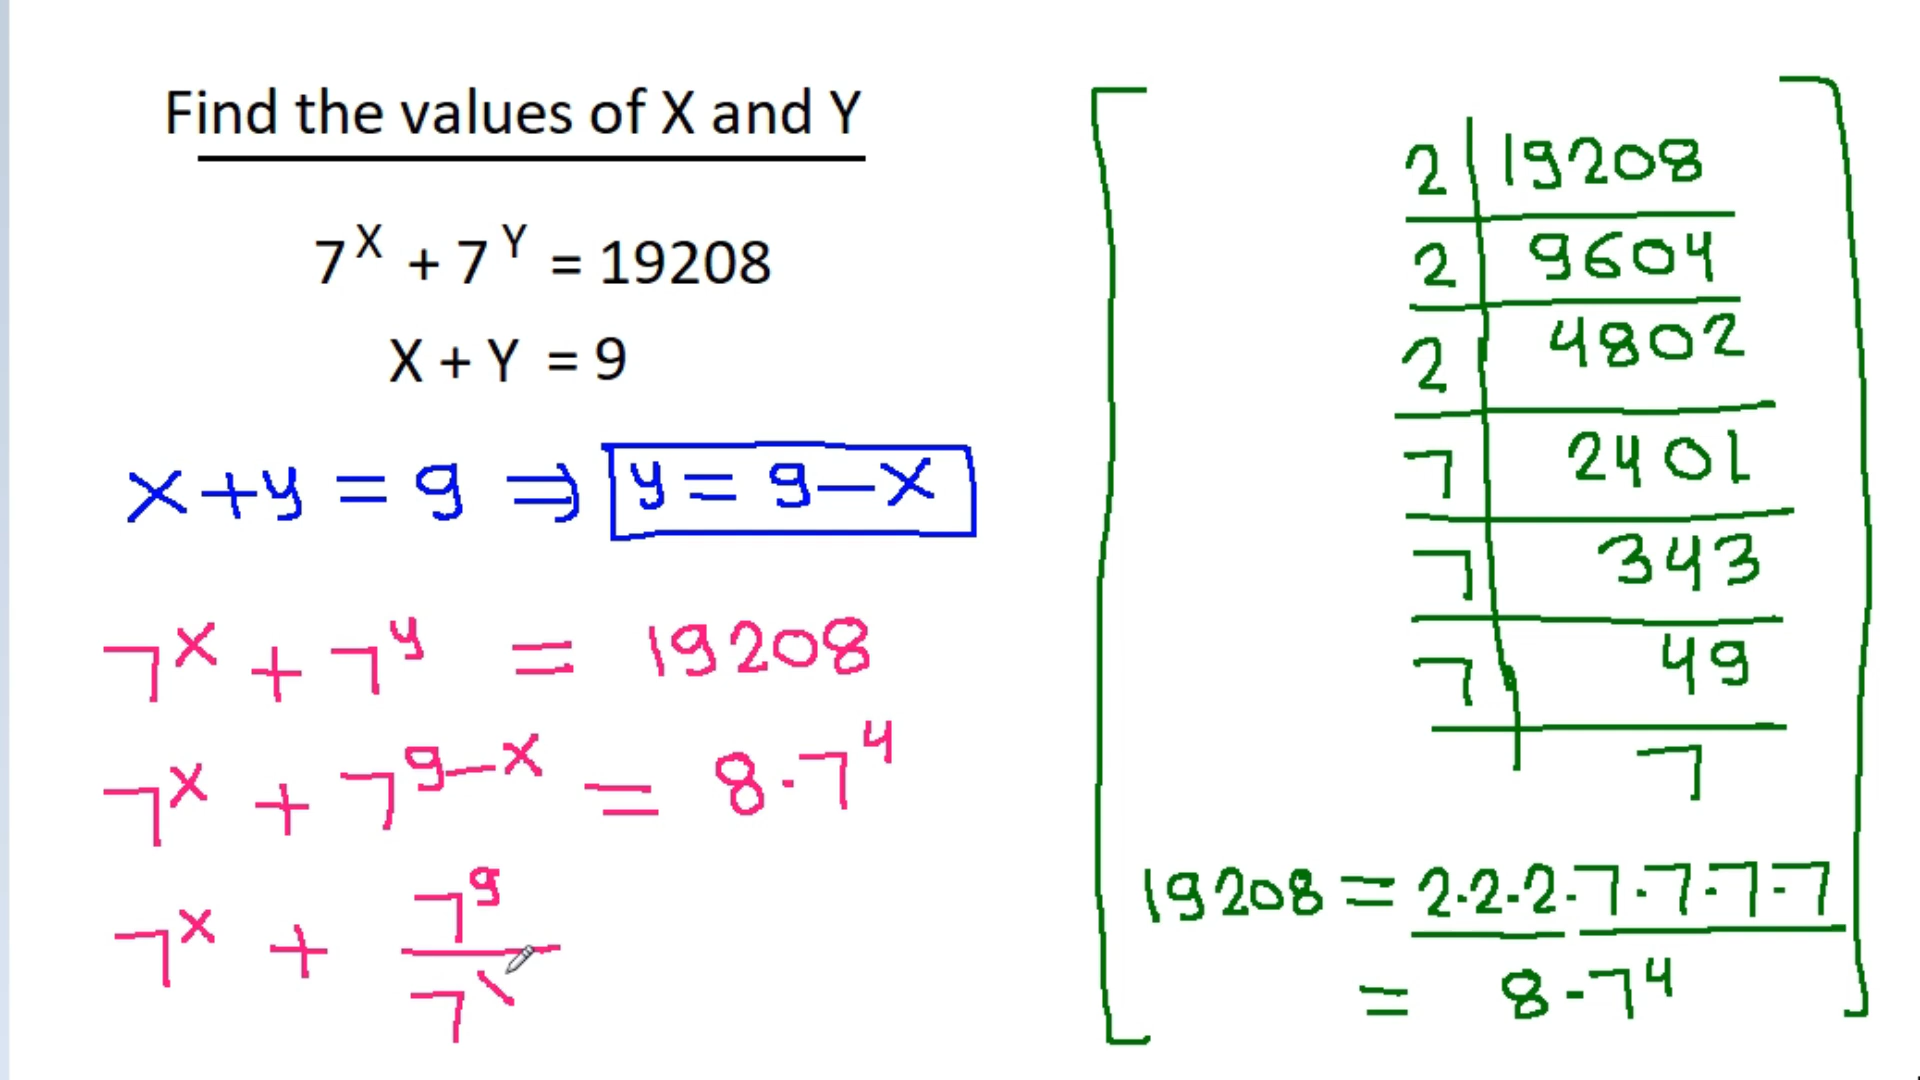 Find the values of X and Y
7^X + 7^Y = 19208
X + Y = 9
x + y = 9 ⇒ y = 9 - x
7^x + 7^y = 19208
7^x + 7^(9-x) = 8·7^4
7^x + 7^9
7
2 | 19208
2 | 9604
2 | 4802
7 | 2401
7 | 343
7 | 49
7
19208 = 2·2·2·7·7·7·7
= 8·7^4